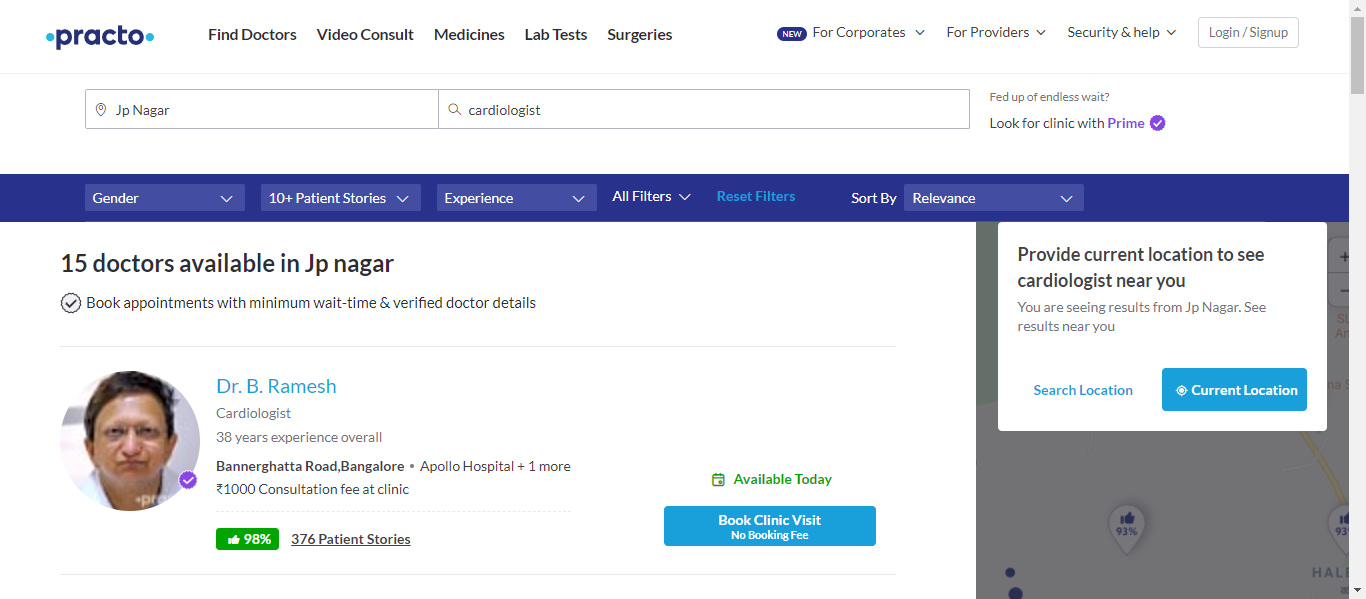 practo
Find Doctors
Video Consult
Medicines
Lab Tests
Surgeries
NEW For Corporates
For Providers
Security & help
Login / Signup
Jp Nagar
cardiologist
Fed up of endless wait?
Look for clinic with Prime
Gender
10+ Patient Stories
Experience
All Filters
Reset Filters
Sort By
Relevance
15 doctors available in Jp nagar
Book appointments with minimum wait-time & verified doctor details
Dr. B. Ramesh
Cardiologist
38 years experience overall
Bannerghatta Road,Bangalore • Apollo Hospital + 1 more
₹1000 Consultation fee at clinic
98%
376 Patient Stories
Available Today
Book Clinic Visit
No Booking Fee
Provide current location to see
cardiologist near you
You are seeing results from Jp Nagar. See
results near you
Search Location
Current Location
93%